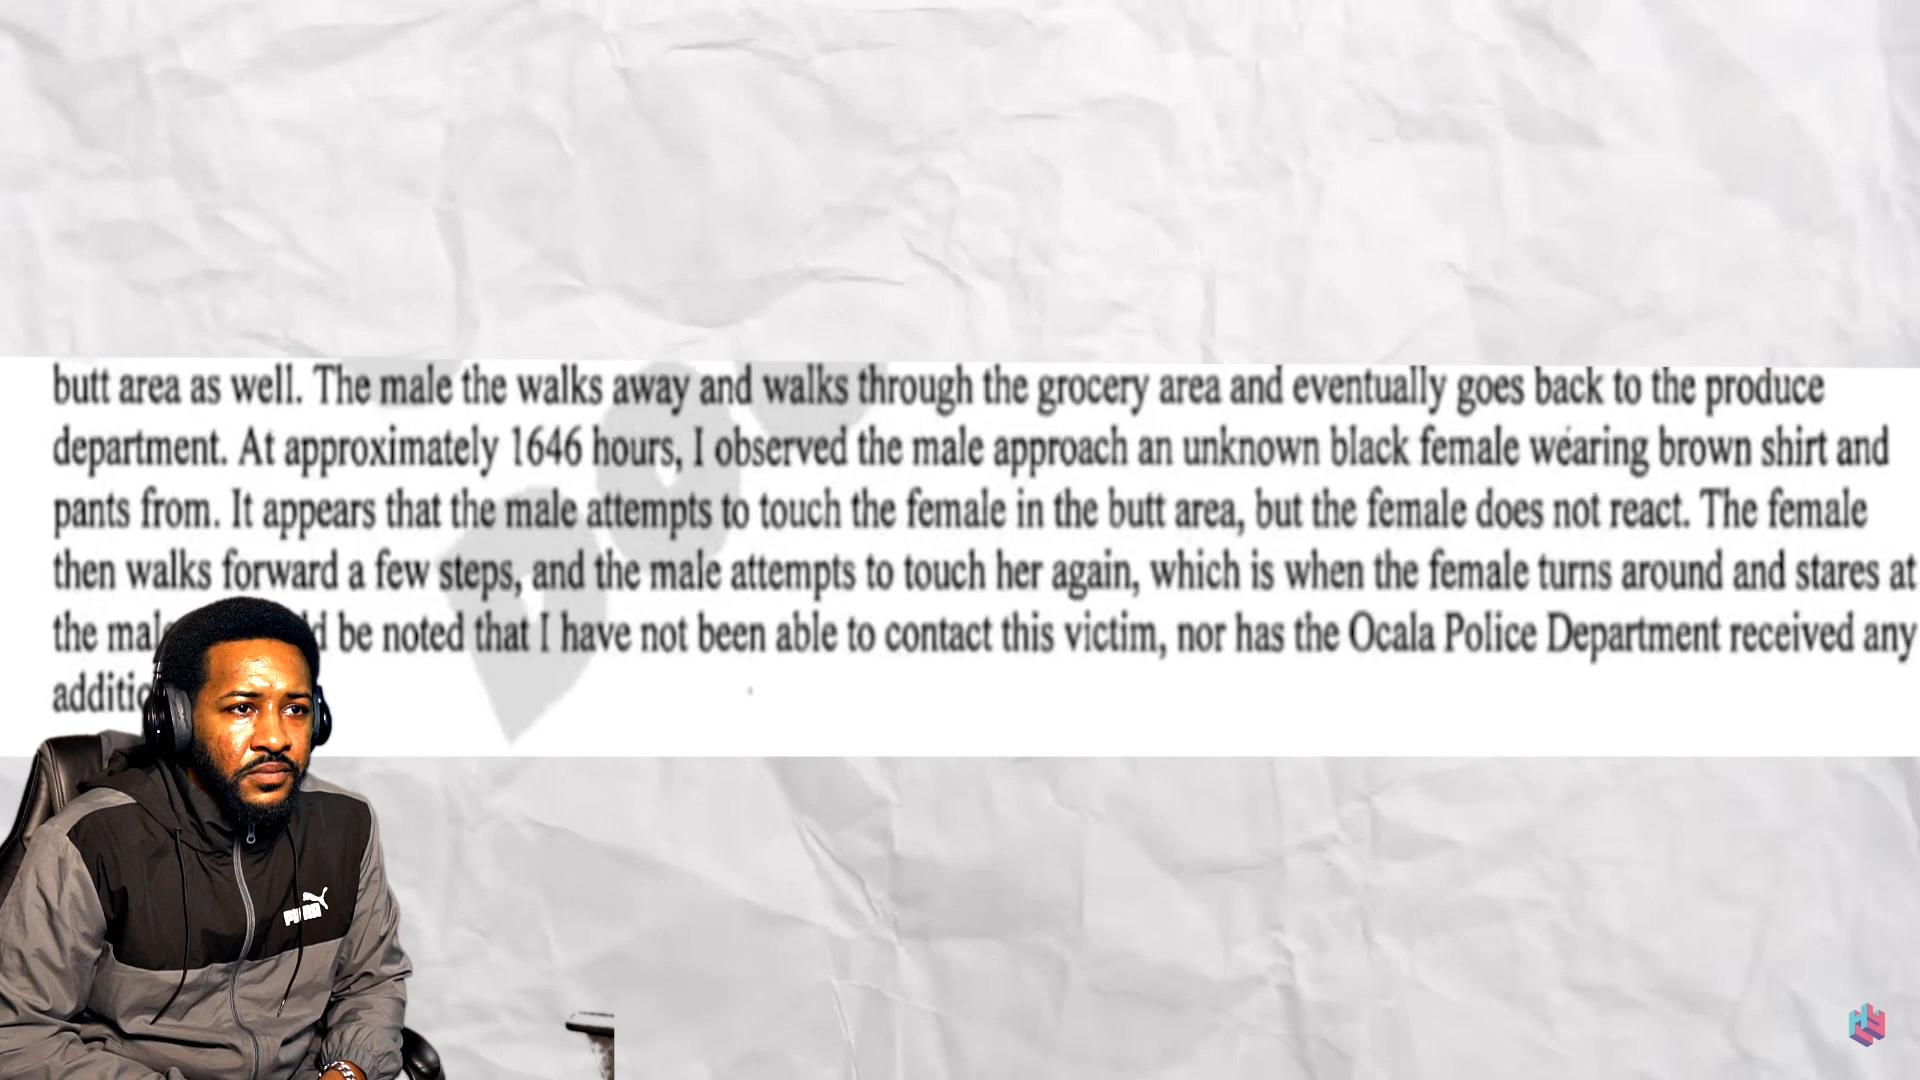 butt area as well. The male the walks away and walks through the grocery area and eventually goes back to the produce
department. At approximately 1646 hours, I observed the male approach an unknown black female wearing brown shirt and
pants from. It appears that the male attempts to touch the female in the butt area, but the female does not react. The female
then walks forward a few steps, and the male attempts to touch her again, which is when the female turns around and stares at
the be noted that I have not been able to contact this victim, nor has the Ocala Police Department received any
PUMA